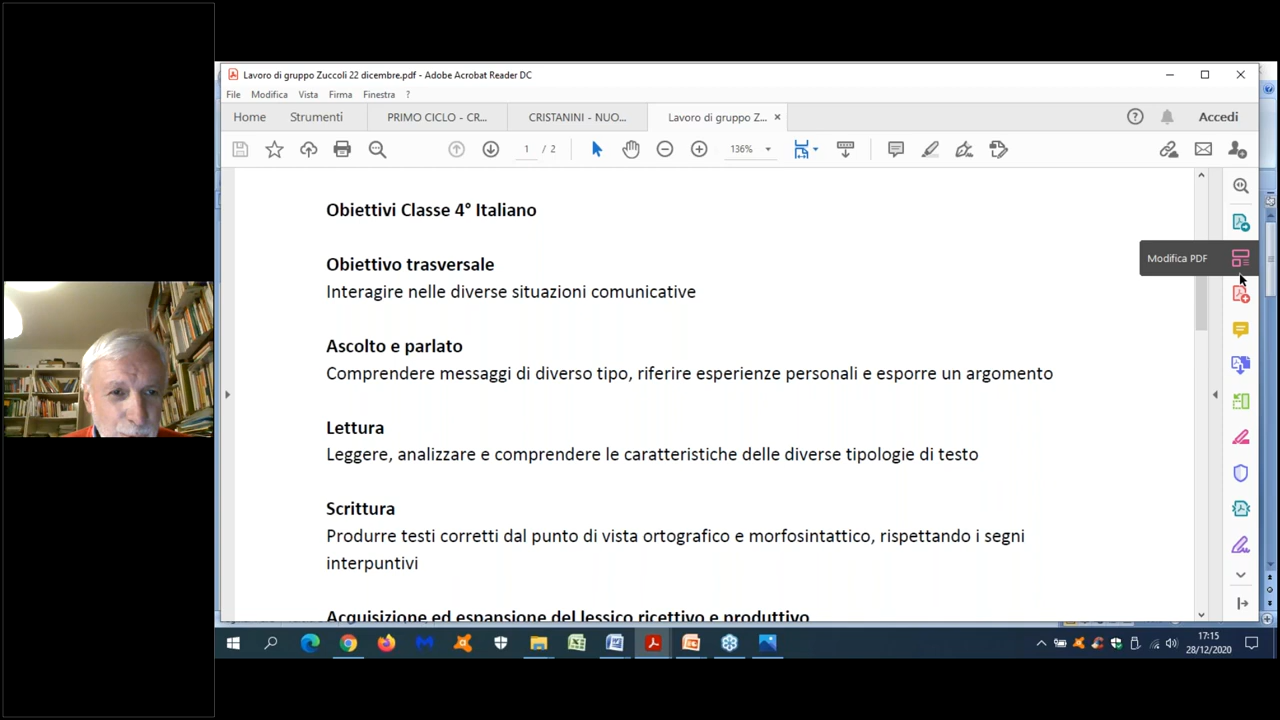 Lavoro di gruppo Zuccoli 22 dicembre.pdf - Adobe Acrobat Reader DC
File Modifica Vista Firma Finestra ?
Home Strumenti PRIMO CICLO - CR... CRISTANINI - NUO... Lavoro di gruppo Z... × Accedi
1 / 2 136%
Obiettivi Classe 4° Italiano
Modifica PDF
Obiettivo trasversale
Interagire nelle diverse situazioni comunicative
Ascolto e parlato
Comprendere messaggi di diverso tipo, riferire esperienze personali e esporre un argomento
Lettura
Leggere, analizzare e comprendere le caratteristiche delle diverse tipologie di testo
Scrittura
Produrre testi corretti dal punto di vista ortografico e morfosintattico, rispettando i segni
interpuntivi
Acquisizione ed espansione del lessico ricettivo e produttivo
17:15
28/12/2020